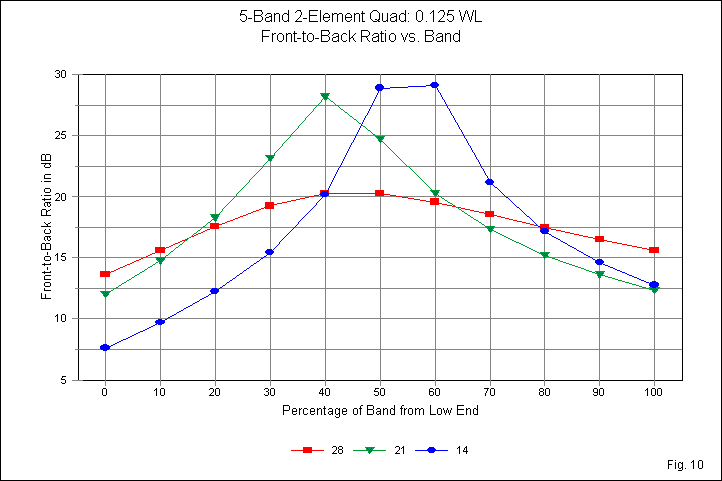 5-Band 2-Element Quad: 0.125 WL
Front-to-Back Ratio vs. Band
Front-to-Back Ratio in dB
30
25
20
15
10
5
0 10 20 30 40 50 60 70 80 90 100
Percentage of Band from Low End
28 21 14
Fig. 10